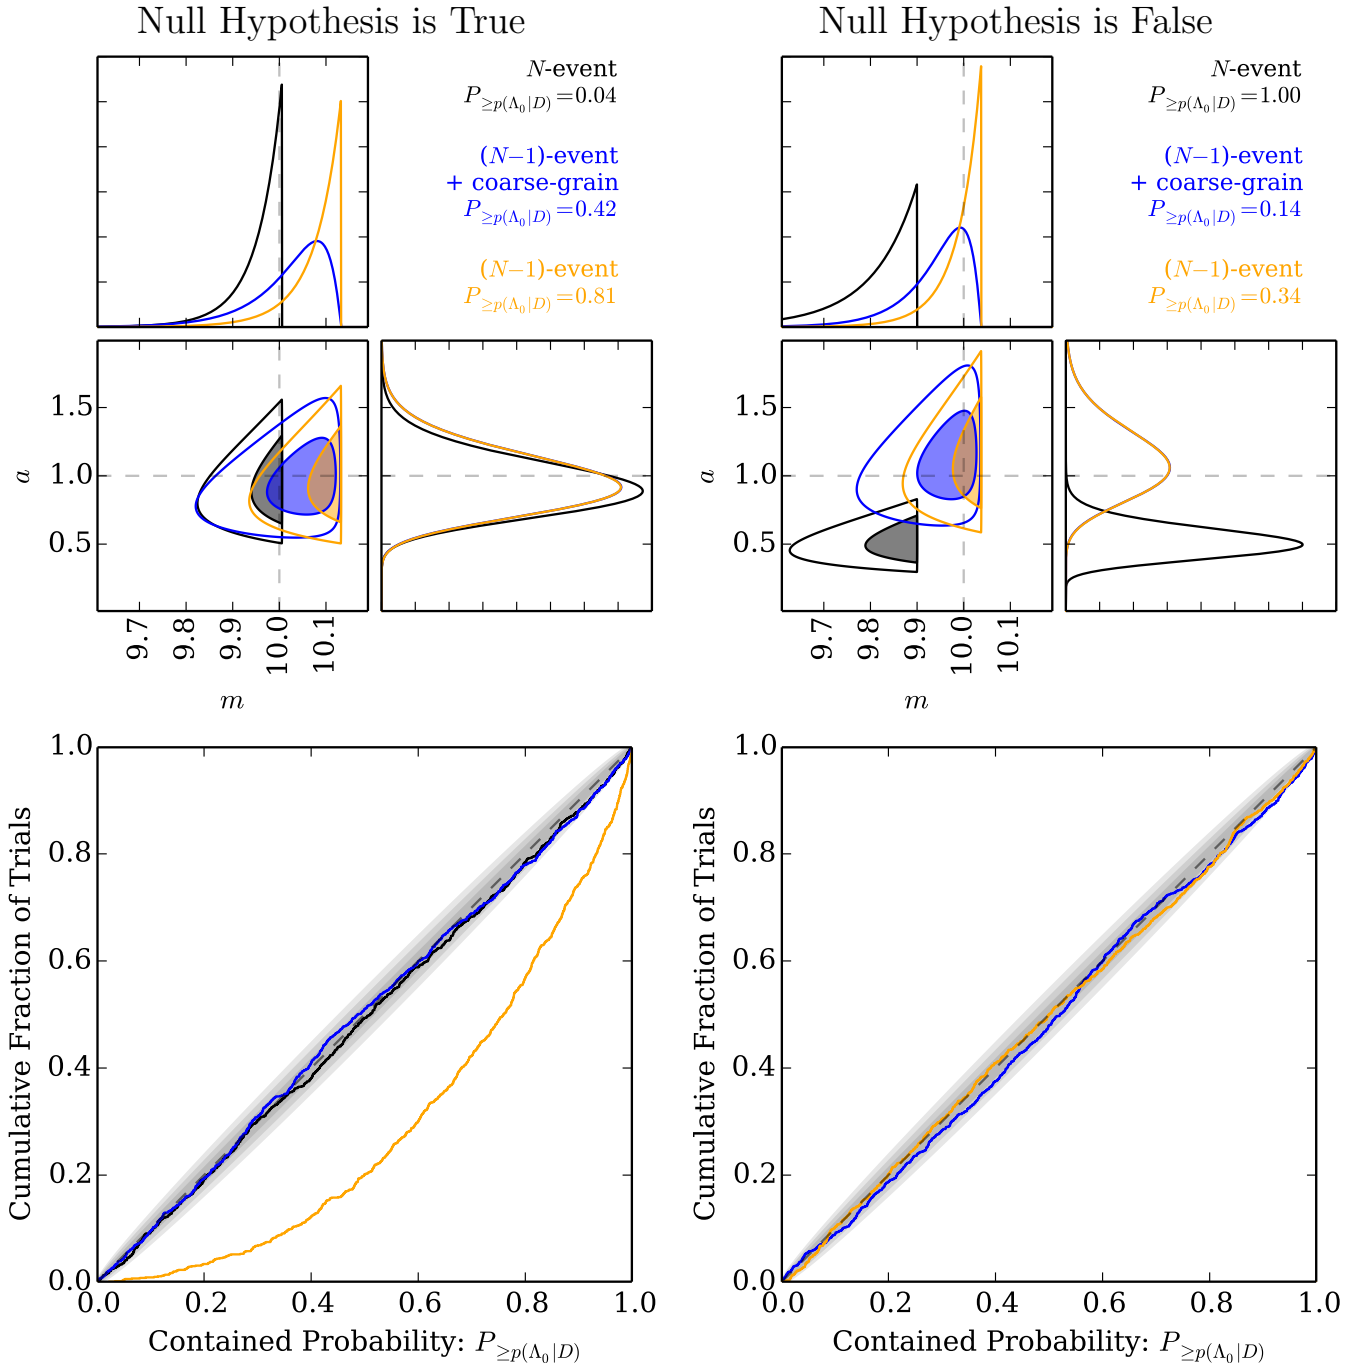 Null Hypothesis is True
N-event
P≥p(Λ0|D)=0.04
(N−1)-event
+ coarse-grain
P≥p(Λ0|D)=0.42
(N−1)-event
P≥p(Λ0|D)=0.81
1.5
1.0
0.5
a
9.7 9.8 9.9 10.0 10.1
m
Null Hypothesis is False
N-event
P≥p(Λ0|D)=1.00
(N−1)-event
+ coarse-grain
P≥p(Λ0|D)=0.14
(N−1)-event
P≥p(Λ0|D)=0.34
1.5
1.0
0.5
a
9.7 9.8 9.9 10.0 10.1
m
1.0
0.8
0.6
0.4
0.2
0.0
Cumulative Fraction of Trials
0.0 0.2 0.4 0.6 0.8 1.0
Contained Probability: P≥p(Λ0|D)
1.0
0.8
0.6
0.4
0.2
0.0
Cumulative Fraction of Trials
0.0 0.2 0.4 0.6 0.8 1.0
Contained Probability: P≥p(Λ0|D)